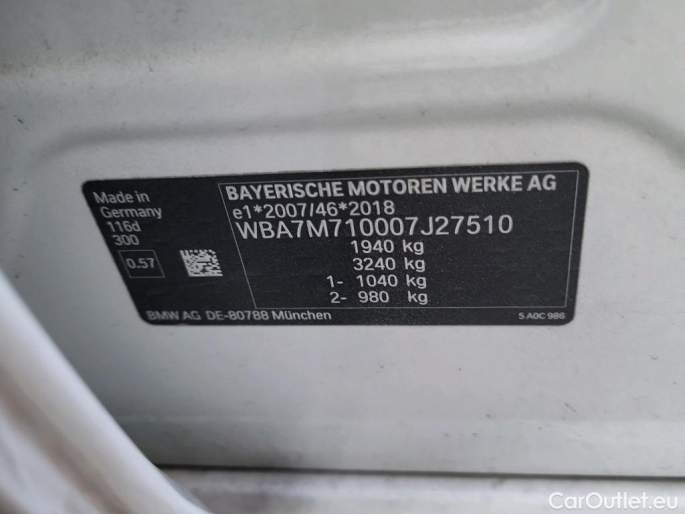 Made in
Germany
116d
300
0.57
BAYERISCHE MOTOREN WERKE AG
e1*2007/46*2018
WBA7M710007J27510
1940 kg
3240 kg
1- 1040 kg
2- 980 kg
BMW AG DE-80788 München
5 A0C 986
CarOutlet.eu